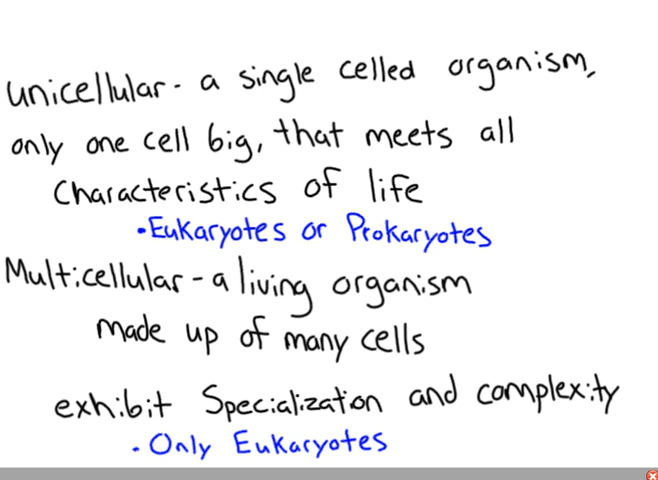 unicellular - a single celled organism,
only one cell big, that meets all
characteristics of life
•Eukaryotes or Prokaryotes
Multicellular - a living organism
made up of many cells
exhibit Specialization and complexity
• Only Eukaryotes